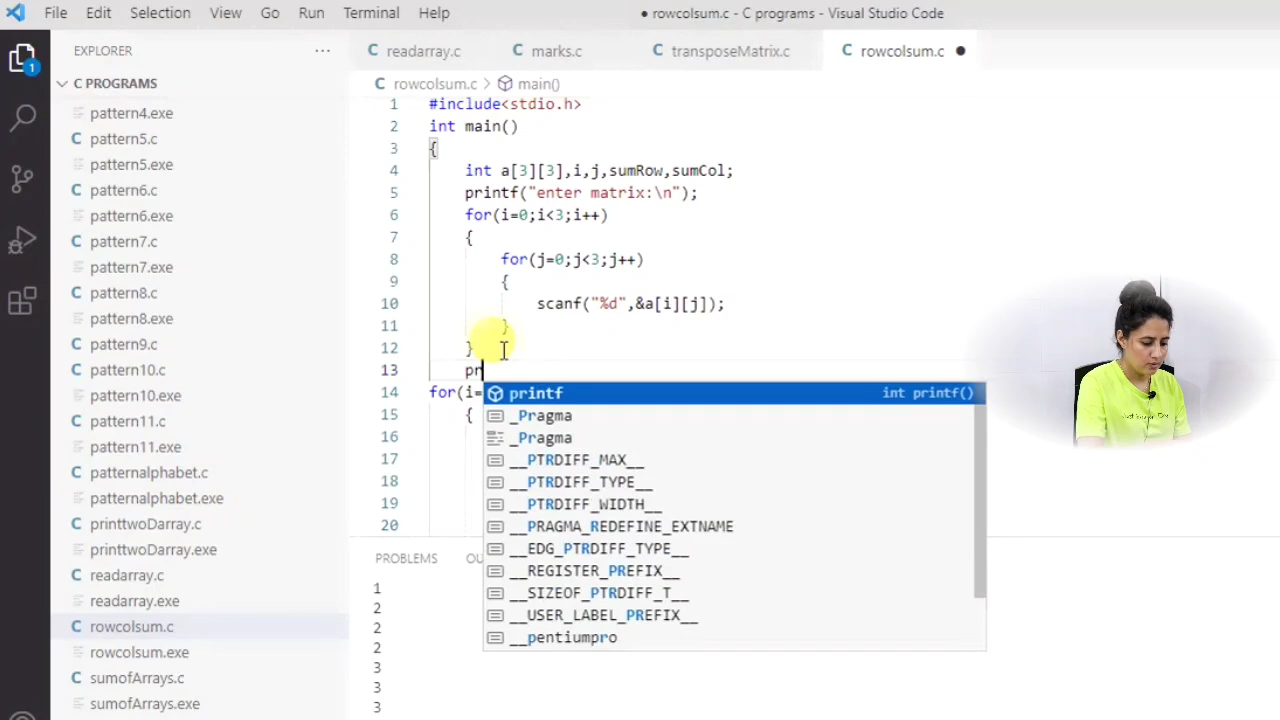 File Edit Selection View Go Run Terminal Help
● rowcolsum.c - C programs - Visual Studio Code
EXPLORER ···
1
C PROGRAMS
pattern4.exe
C pattern5.c
pattern5.exe
C pattern6.c
pattern6.exe
C pattern7.c
pattern7.exe
C pattern8.c
pattern8.exe
C pattern9.c
C pattern10.c
pattern10.exe
C pattern11.c
pattern11.exe
C patternalphabet.c
patternalphabet.exe
C printtwoDarray.c
printtwoDarray.exe
C readarray.c
readarray.exe
C rowcolsum.c
rowcolsum.exe
C sumofArrays.c
sumofArrays.exe
C readarray.c C marks.c C transposeMatrix.c C rowcolsum.c ●
C rowcolsum.c > main()
1 #include<stdio.h>
2 int main()
3 {
4 int a[3][3],i,j,sumRow,sumCol;
5 printf("enter matrix:\n");
6 for(i=0;i<3;i++)
7 {
8 for(j=0;j<3;j++)
9 {
10 scanf("%d",&a[i][j]);
11 }
12 }
13 pr
14 for(i=
15 {
16
17
18
19
20
printf int printf()
_Pragma
_Pragma
__PTRDIFF_MAX__
__PTRDIFF_TYPE__
__PTRDIFF_WIDTH__
__PRAGMA_REDEFINE_EXTNAME
__EDG_PTRDIFF_TYPE__
__REGISTER_PREFIX__
__SIZEOF_PTRDIFF_T__
__USER_LABEL_PREFIX__
__pentiumpro
PROBLEMS OU
1
2
2
2
3
3
3